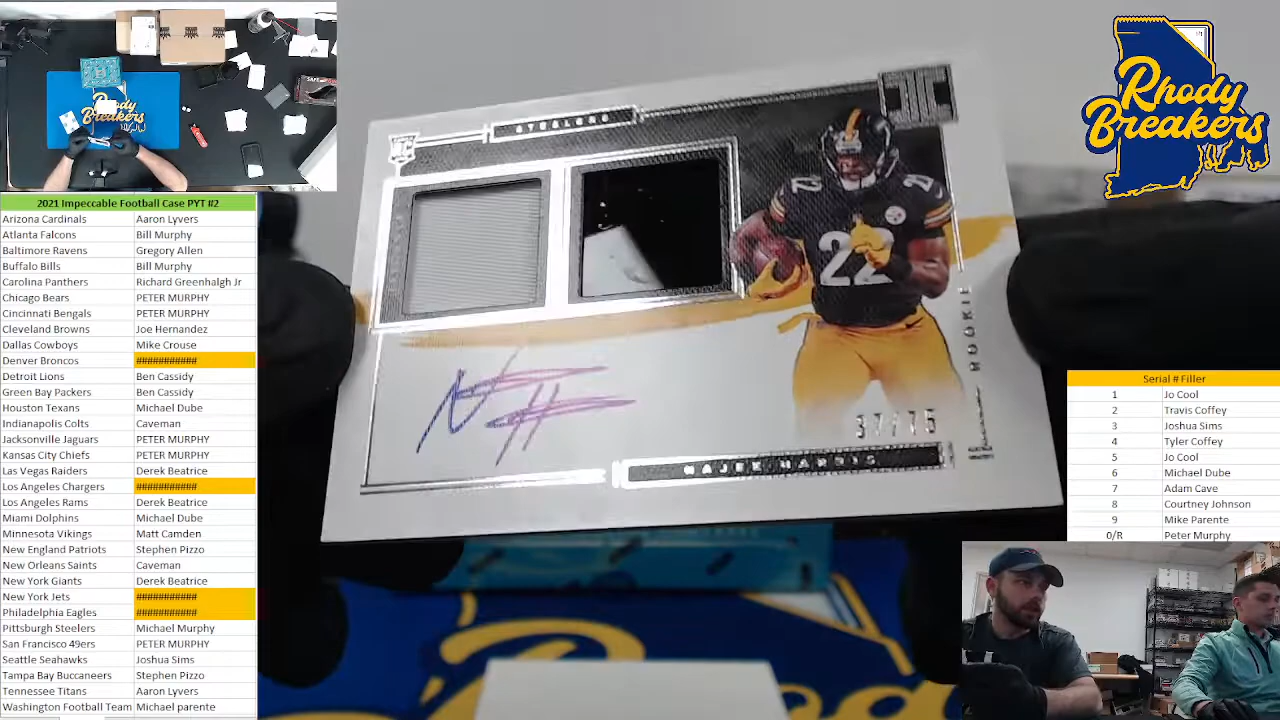 Rhody
Breakers
STEELERS
RC
22
22
ROOKIE
37/75
NAJEE HARRIS
2021 Impeccable Football Case PYT #2
Arizona Cardinals Aaron Lyvers
Atlanta Falcons Bill Murphy
Baltimore Ravens Gregory Allen
Buffalo Bills Bill Murphy
Carolina Panthers Richard Greenhalgh Jr
Chicago Bears PETER MURPHY
Cincinnati Bengals PETER MURPHY
Cleveland Browns Joe Hernandez
Dallas Cowboys Mike Crouse
Denver Broncos ###########
Detroit Lions Ben Cassidy
Green Bay Packers Ben Cassidy
Houston Texans Michael Dube
Indianapolis Colts Caveman
Jacksonville Jaguars PETER MURPHY
Kansas City Chiefs PETER MURPHY
Las Vegas Raiders Derek Beatrice
Los Angeles Chargers ###########
Los Angeles Rams Derek Beatrice
Miami Dolphins Michael Dube
Minnesota Vikings Matt Camden
New England Patriots Stephen Pizzo
New Orleans Saints Caveman
New York Giants Derek Beatrice
New York Jets ###########
Philadelphia Eagles ###########
Pittsburgh Steelers Michael Murphy
San Francisco 49ers PETER MURPHY
Seattle Seahawks Joshua Sims
Tampa Bay Buccaneers Stephen Pizzo
Tennessee Titans Aaron Lyvers
Washington Football Team Michael parente
Serial # Filler
1 Jo Cool
2 Travis Coffey
3 Joshua Sims
4 Tyler Coffey
5 Jo Cool
6 Michael Dube
7 Adam Cave
8 Courtney Johnson
9 Mike Parente
0/R Peter Murphy